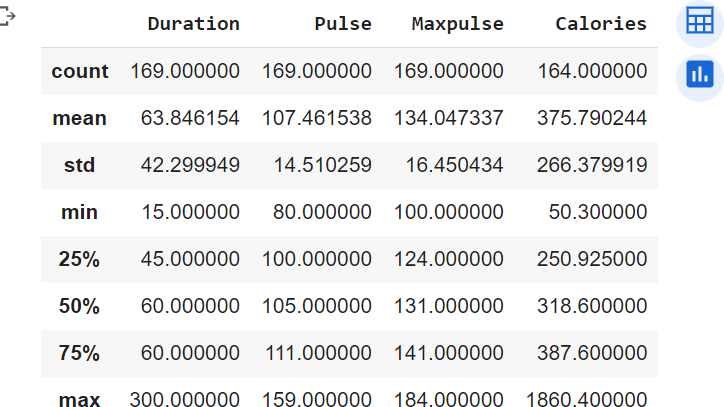 Duration Pulse Maxpulse Calories
count 169.000000 169.000000 169.000000 164.000000
mean 63.846154 107.461538 134.047337 375.790244
std 42.299949 14.510259 16.450434 266.379919
min 15.000000 80.000000 100.000000 50.300000
25% 45.000000 100.000000 124.000000 250.925000
50% 60.000000 105.000000 131.000000 318.600000
75% 60.000000 111.000000 141.000000 387.600000
max 300.000000 159.000000 184.000000 1860.400000